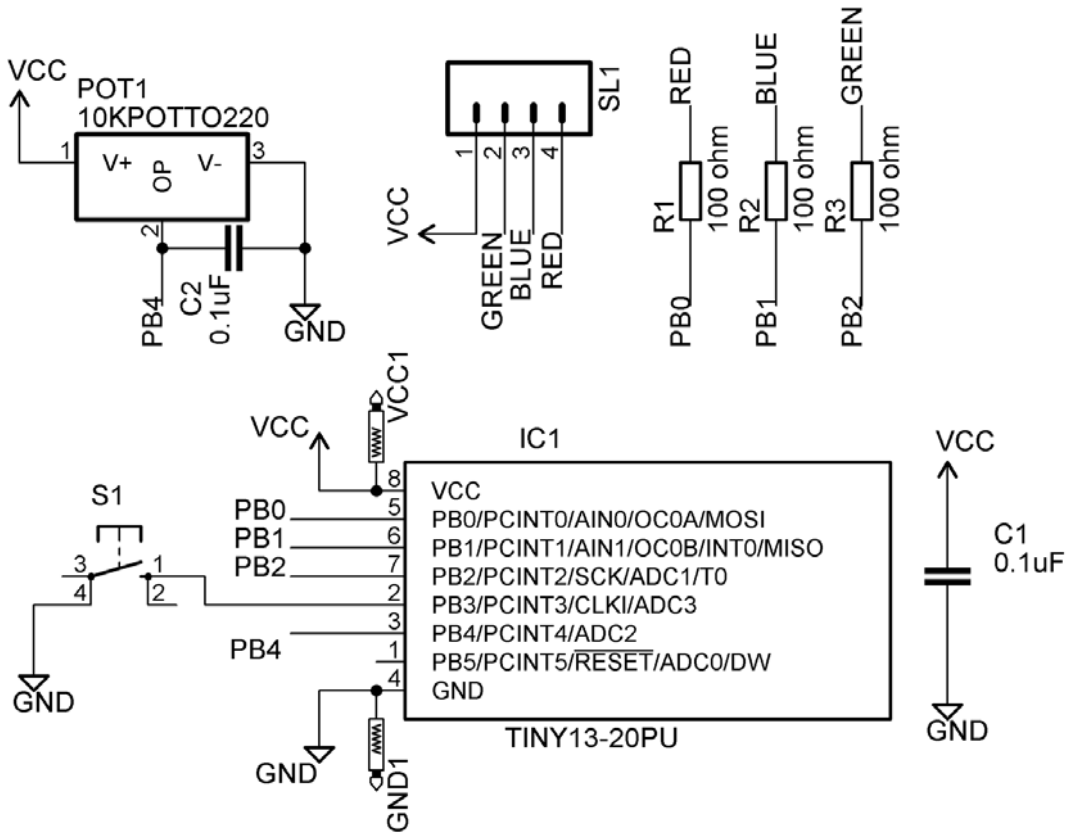 VCC
POT1
10KPOTTO220
1
V+
OP
V-
3
2
PB4
C2
0.1uF
GND
SL1
1
2
3
4
VCC
GREEN
BLUE
RED
RED
BLUE
GREEN
R1
100 ohm
R2
100 ohm
R3
100 ohm
PB0
PB1
PB2
VCC1
VCC
IC1
8
VCC
PB0
5
PB0/PCINT0/AIN0/OC0A/MOSI
PB1
6
PB1/PCINT1/AIN1/OC0B/INT0/MISO
PB2
7
PB2/PCINT2/SCK/ADC1/T0
2
PB3/PCINT3/CLKI/ADC3
3
PB4/PCINT4/ADC2
PB4
1
PB5/PCINT5/RESET/ADC0/DW
4
GND
TINY13-20PU
S1
3
1
4
2
GND
GND
GND1
VCC
C1
0.1uF
GND